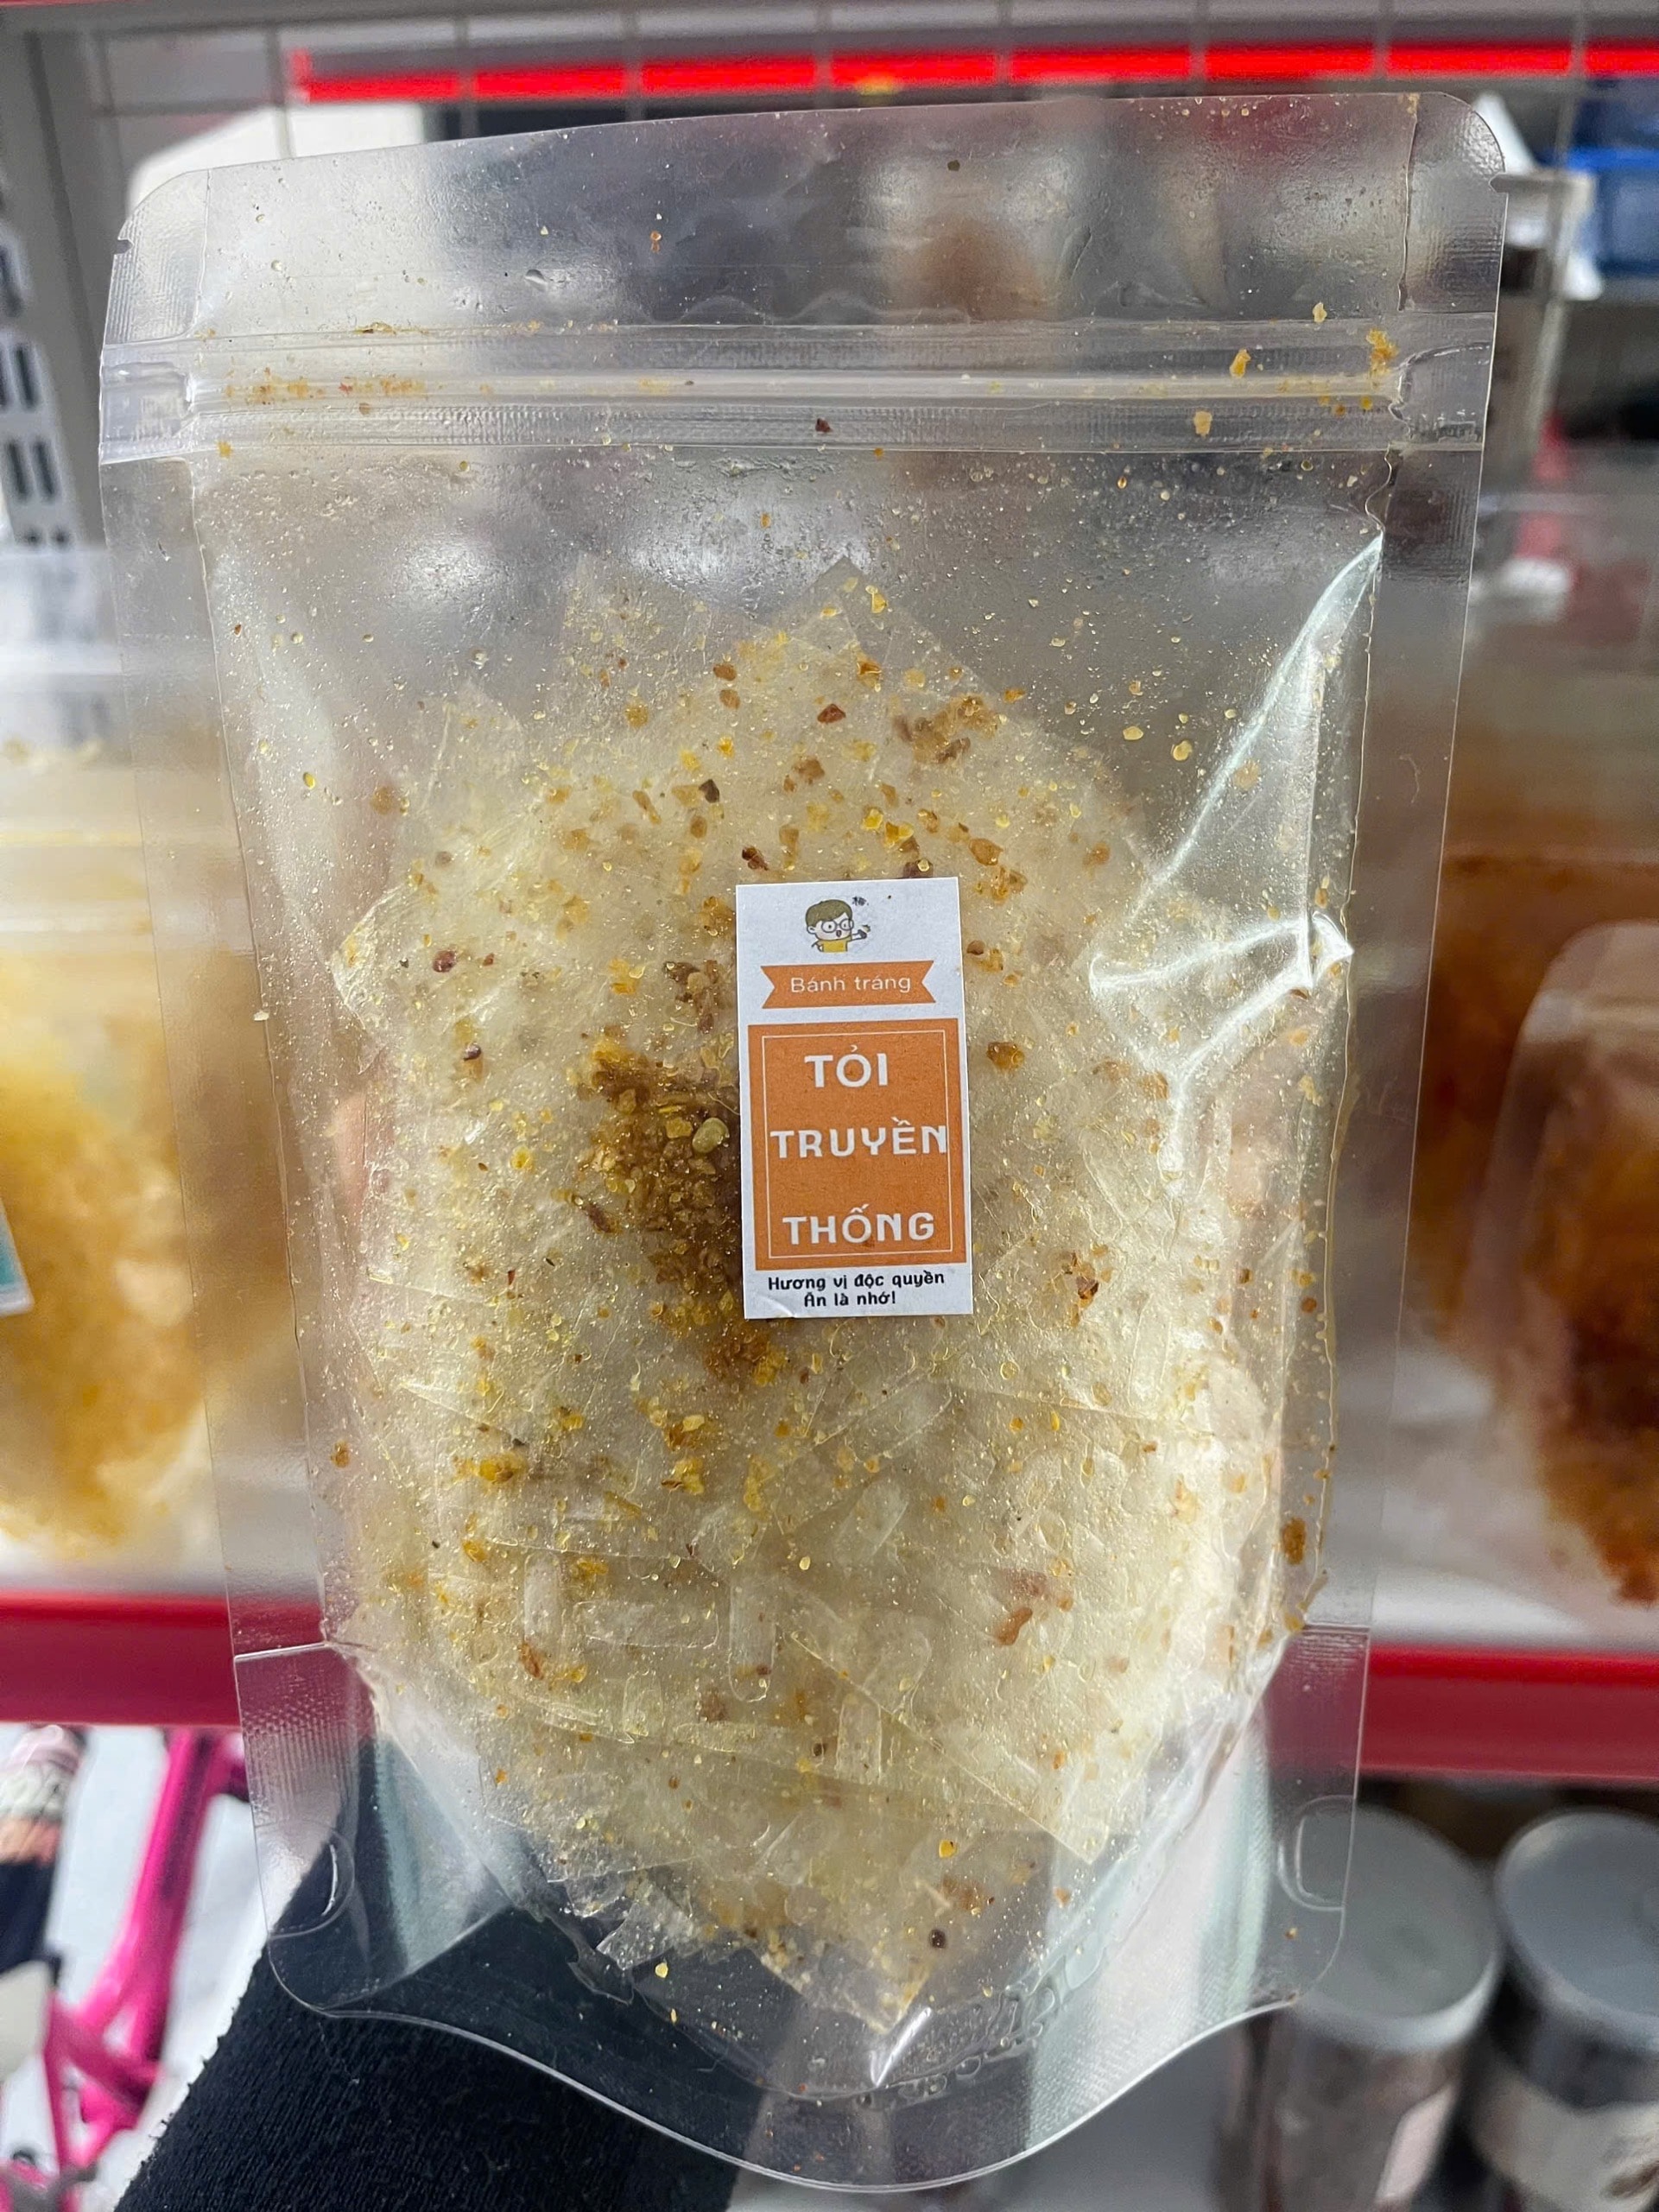 Bánh tráng
TỎI
TRUYỀN
THỐNG
Hương vị độc quyền
Ăn là nhớ!